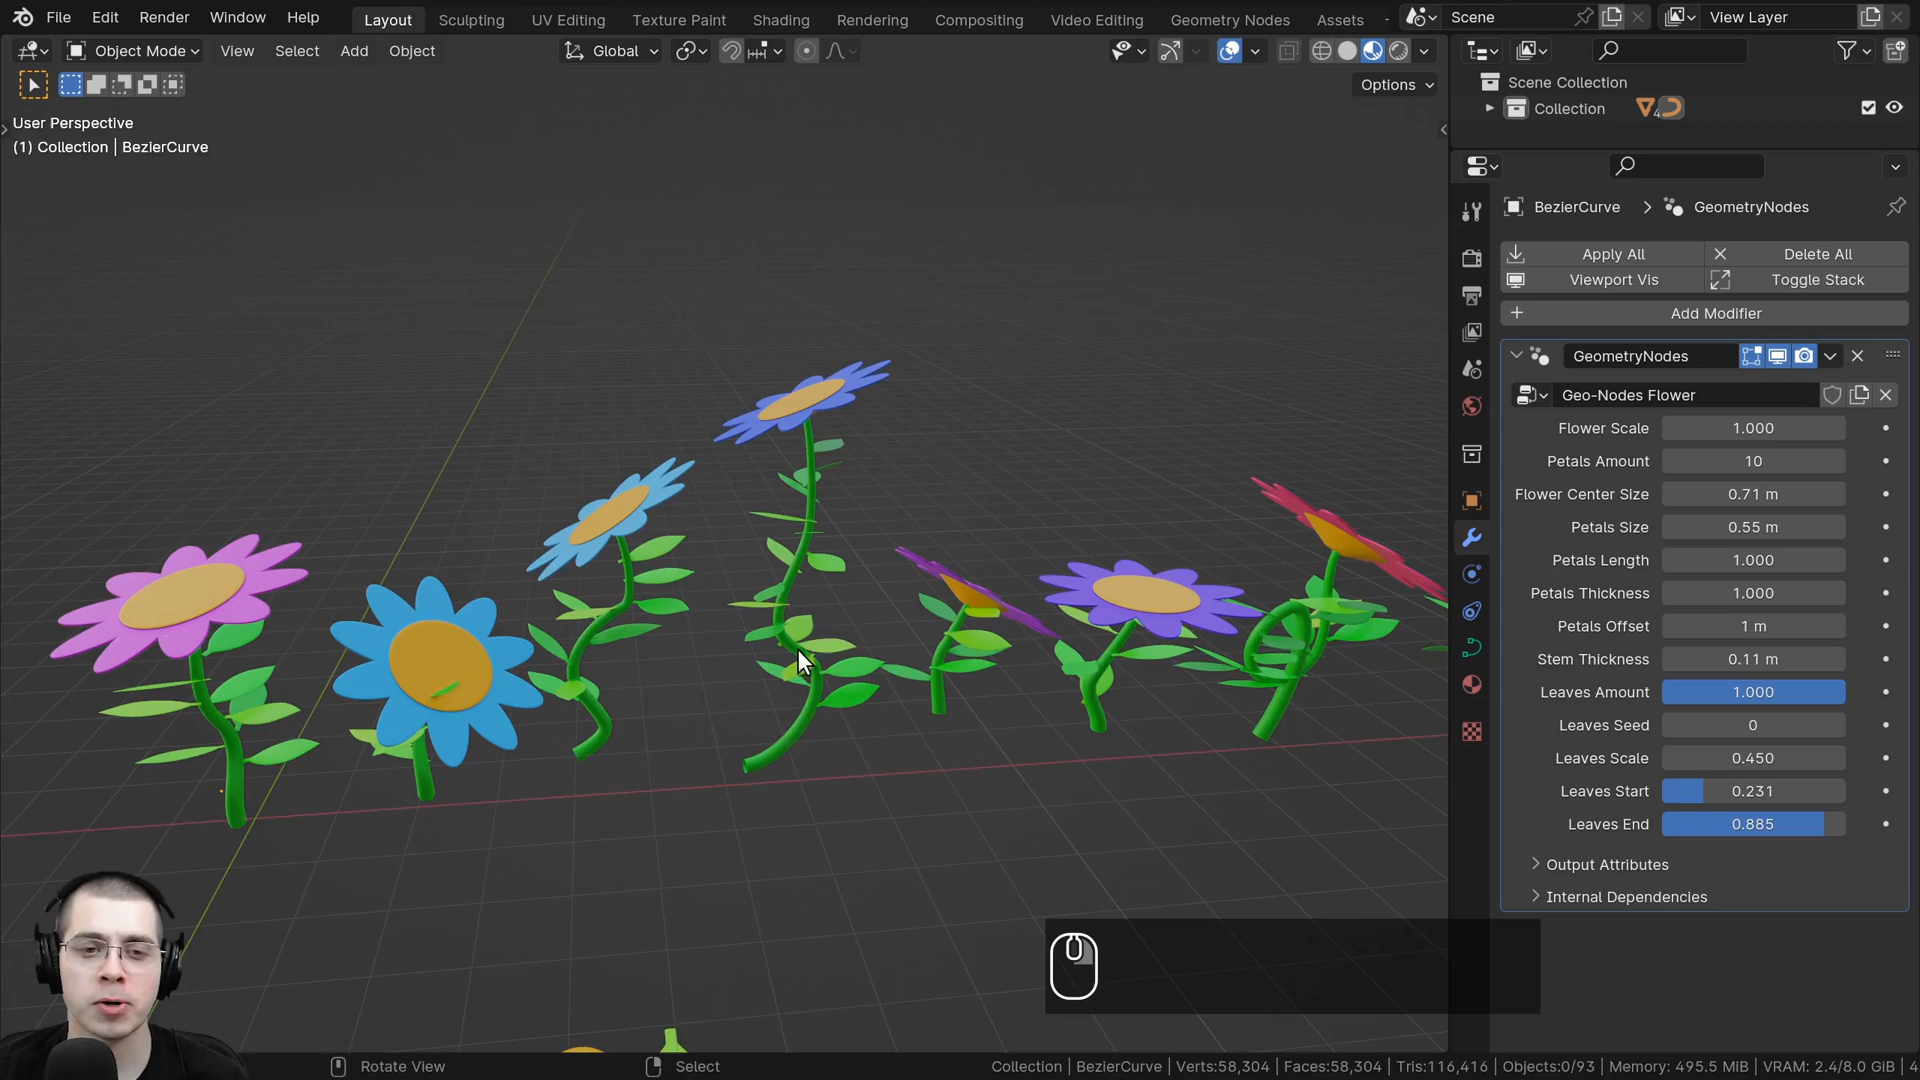 File Edit Render Window Help Layout Sculpting UV Editing Texture Paint Shading Rendering Compositing Video Editing Geometry Nodes Assets Scene View Layer
Object Mode View Select Add Object Global
Options
User Perspective
(1) Collection | BezierCurve
Scene Collection
Collection 4
BezierCurve > GeometryNodes
Apply All Delete All
Viewport Vis Toggle Stack
Add Modifier
GeometryNodes
Geo-Nodes Flower
Flower Scale 1.000
Petals Amount 10
Flower Center Size 0.71 m
Petals Size 0.55 m
Petals Length 1.000
Petals Thickness 1.000
Petals Offset 1 m
Stem Thickness 0.11 m
Leaves Amount 1.000
Leaves Seed 0
Leaves Scale 0.450
Leaves Start 0.231
Leaves End 0.885
Output Attributes
Internal Dependencies
Rotate View Select Collection | BezierCurve | Verts:58,304 | Faces:58,304 | Tris:116,416 | Objects:0/93 | Memory: 495.5 MiB | VRAM: 2.4/8.0 GiB | 4